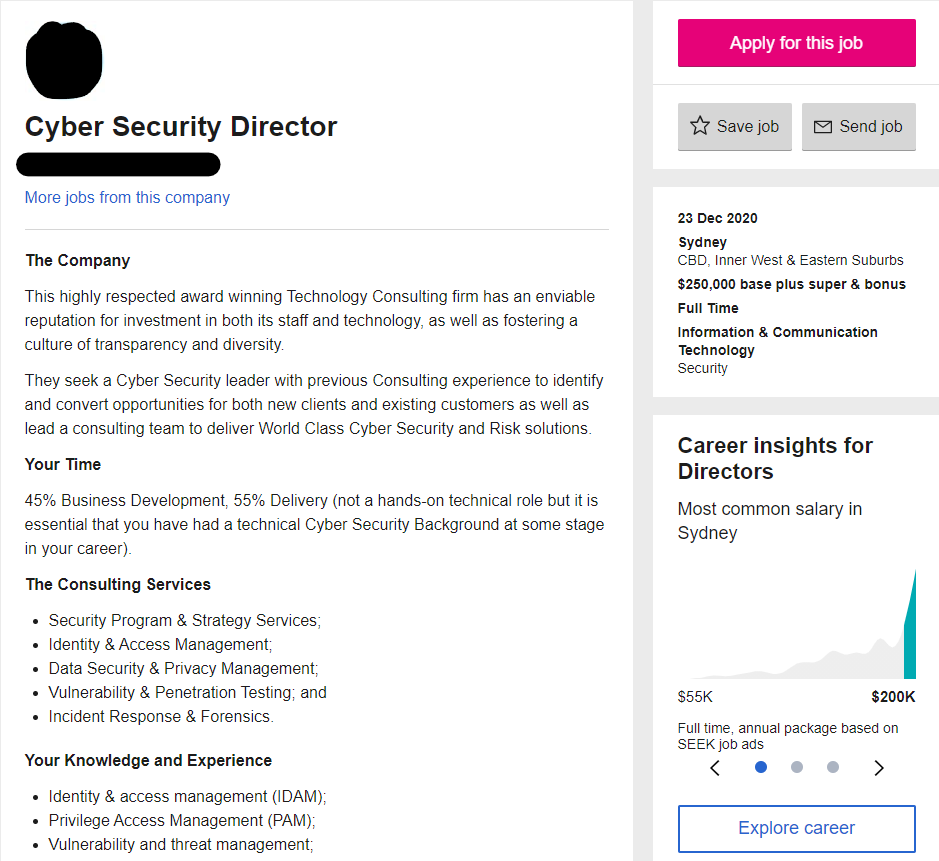 Cyber Security Director
More jobs from this company
The Company
This highly respected award winning Technology Consulting firm has an enviable
reputation for investment in both its staff and technology, as well as fostering a
culture of transparency and diversity.
They seek a Cyber Security leader with previous Consulting experience to identify
and convert opportunities for both new clients and existing customers as well as
lead a consulting team to deliver World Class Cyber Security and Risk solutions.
Your Time
45% Business Development, 55% Delivery (not a hands-on technical role but it is
essential that you have had a technical Cyber Security Background at some stage
in your career).
The Consulting Services
• Security Program & Strategy Services;
• Identity & Access Management;
• Data Security & Privacy Management;
• Vulnerability & Penetration Testing; and
• Incident Response & Forensics.
Your Knowledge and Experience
• Identity & access management (IDAM);
• Privilege Access Management (PAM);
• Vulnerability and threat management;
Apply for this job
Save job
Send job
23 Dec 2020
Sydney
CBD, Inner West & Eastern Suburbs
$250,000 base plus super & bonus
Full Time
Information & Communication
Technology
Security
Career insights for
Directors
Most common salary in
Sydney
$55K
$200K
Full time, annual package based on
SEEK job ads
Explore career